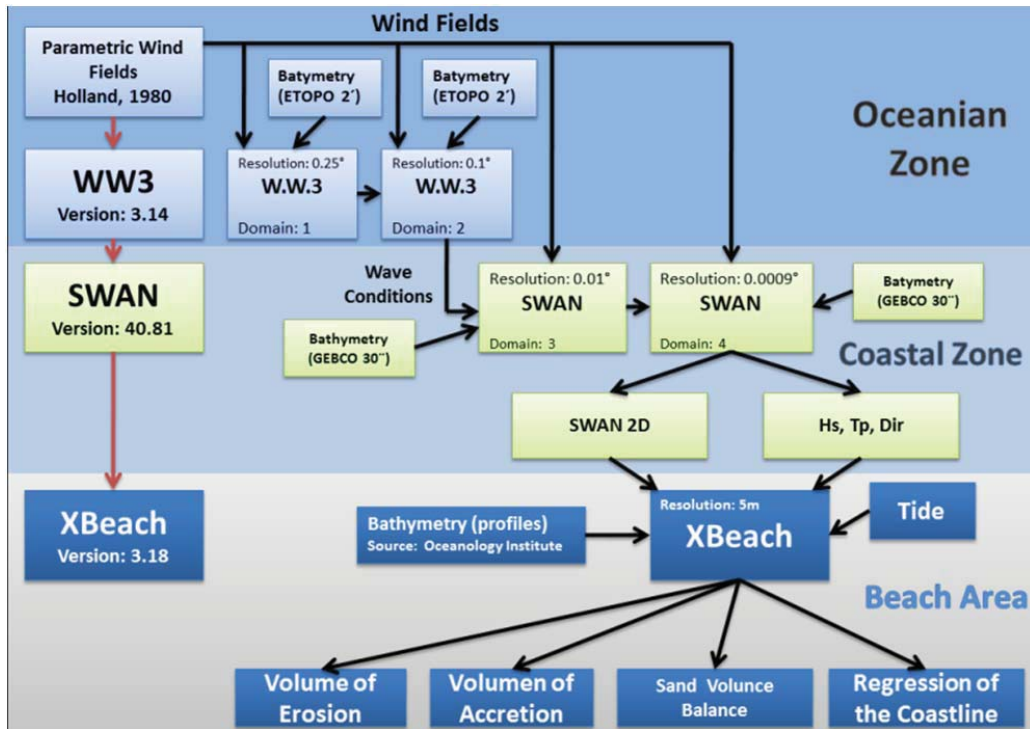 Wind Fields
Parametric Wind
Fields
Holland, 1980
Batymetry
(ETOPO 2´)
Batymetry
(ETOPO 2´)
Oceanian
Zone
WW3
Version: 3.14
Resolution: 0.25°
W.W.3
Domain: 1
Resolution: 0.1°
W.W.3
Domain: 2
SWAN
Version: 40.81
Wave
Conditions
Bathymetry
(GEBCO 30¨)
Resolution: 0.01°
SWAN
Domain: 3
Resolution: 0.0009°
SWAN
Domain: 4
Batymetry
(GEBCO 30¨)
Coastal Zone
SWAN 2D
Hs, Tp, Dir
XBeach
Version: 3.18
Bathymetry (profiles)
Source: Oceanology Institute
Resolution: 5m
XBeach
Tide
Beach Area
Volume of
Erosion
Volumen of
Accretion
Sand Volunce
Balance
Regression of
the Coastline